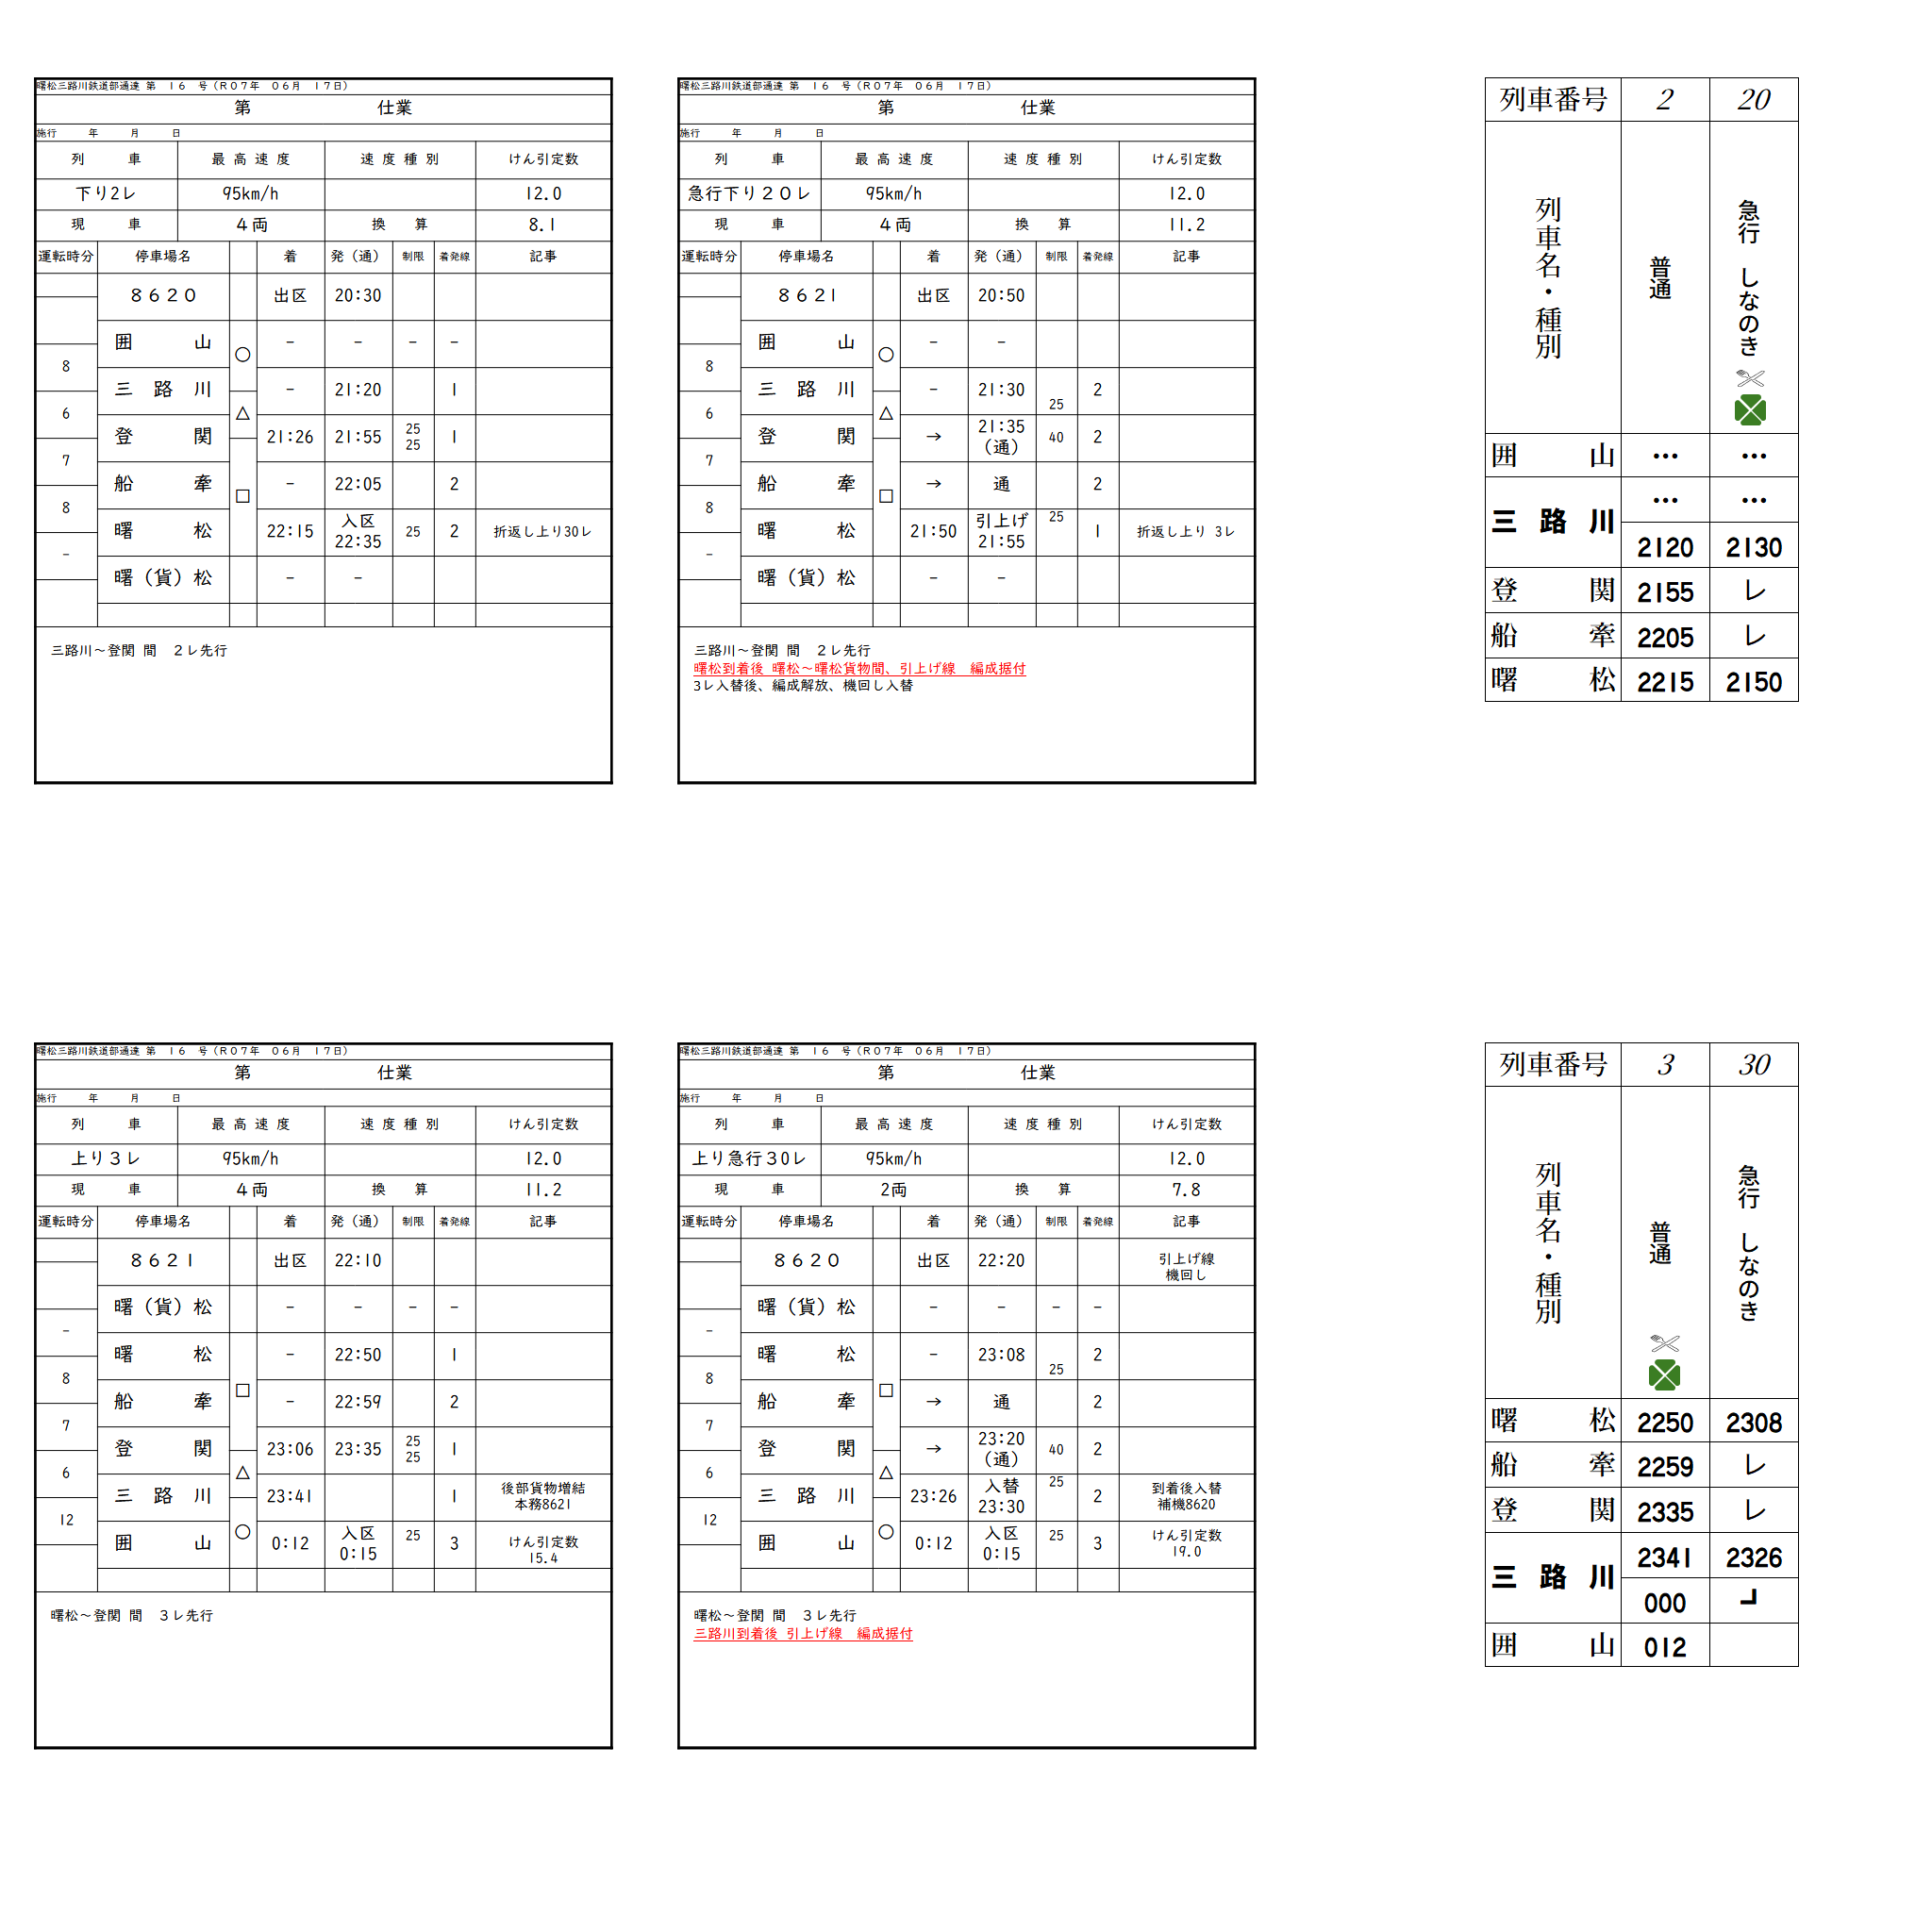 曙松三路川鉄道部通達 第　１６　号（Ｒ０７年　０６月　１７日）
第　仕業
施行　年　月　日
列　車　最 高 速 度　速 度 種 別　けん引定数
下り2レ　95km/h　12.0
現　車　４両　換　算　8.1
運転時分　停車場名　着　発（通）　制限　着発線　記事
８６２０　出区　20:30
囲　山　－　－　－　－
8　○
三　路　川　－　21:20　1
6　△
登　関　21:26　21:55　25 25　1
7
船　牽　－　22:05　2
8　□
曙　松　22:15　入区 22:35　25　2　折返し上り30レ
－
曙（貨）松　－　－
三路川～登関 間　２レ先行
曙松三路川鉄道部通達 第　１６　号（Ｒ０７年　０６月　１７日）
第　仕業
施行　年　月　日
列　車　最 高 速 度　速 度 種 別　けん引定数
急行下り２０レ　95km/h　12.0
現　車　４両　換　算　11.2
運転時分　停車場名　着　発（通）　制限　着発線　記事
８６２１　出区　20:50
囲　山　－　－
8　○
三　路　川　－　21:30　25　2
6　△
登　関　→　21:35（通）　40　2
7
船　牽　→　通　2
8　□
曙　松　21:50　引上げ 21:55　25　1　折返し上り 3レ
－
曙（貨）松　－　－
三路川～登関 間　２レ先行
曙松到着後 曙松～曙松貨物間、引上げ線　編成据付
3レ入替後、編成解放、機回し入替
列車番号　2　20
列車名・種別　普通　急行　しなのき
囲　山　…　…
三　路　川　…　…
2120　2130
登　関　2155　レ
船　牽　2205　レ
曙　松　2215　2150
曙松三路川鉄道部通達 第　１６　号（Ｒ０７年　０６月　１７日）
第　仕業
施行　年　月　日
列　車　最 高 速 度　速 度 種 別　けん引定数
上り３レ　95km/h　12.0
現　車　４両　換　算　11.2
運転時分　停車場名　着　発（通）　制限　着発線　記事
８６２１　出区　22:10
曙（貨）松　－　－　－　－
－
曙　松　－　22:50　1
8　□
船　牽　－　22:59　2
7
登　関　23:06　23:35　25 25　1
6　△
三　路　川　23:41　1　後部貨物増結 本務8621
12　○
囲　山　0:12　入区 0:15　25　3　けん引定数 15.4
曙松～登関 間　３レ先行
曙松三路川鉄道部通達 第　１６　号（Ｒ０７年　０６月　１７日）
第　仕業
施行　年　月　日
列　車　最 高 速 度　速 度 種 別　けん引定数
上り急行３０レ　95km/h　12.0
現　車　2両　換　算　7.8
運転時分　停車場名　着　発（通）　制限　着発線　記事
８６２０　出区　22:20　引上げ線 機回し
曙（貨）松　－　－　－　－
－
曙　松　－　23:08　25　2
8　□
船　牽　→　通　2
7
登　関　→　23:20（通）　40　2
6　△
三　路　川　23:26　入替 23:30　25　2　到着後入替 補機8620
12　○
囲　山　0:12　入区 0:15　25　3　けん引定数 19.0
曙松～登関 間　３レ先行
三路川到着後 引上げ線　編成据付
列車番号　3　30
列車名・種別　普通　急行　しなのき
曙　松　2250　2308
船　牽　2259　レ
登　関　2335　レ
三　路　川　2341　2326
000　┛
囲　山　012